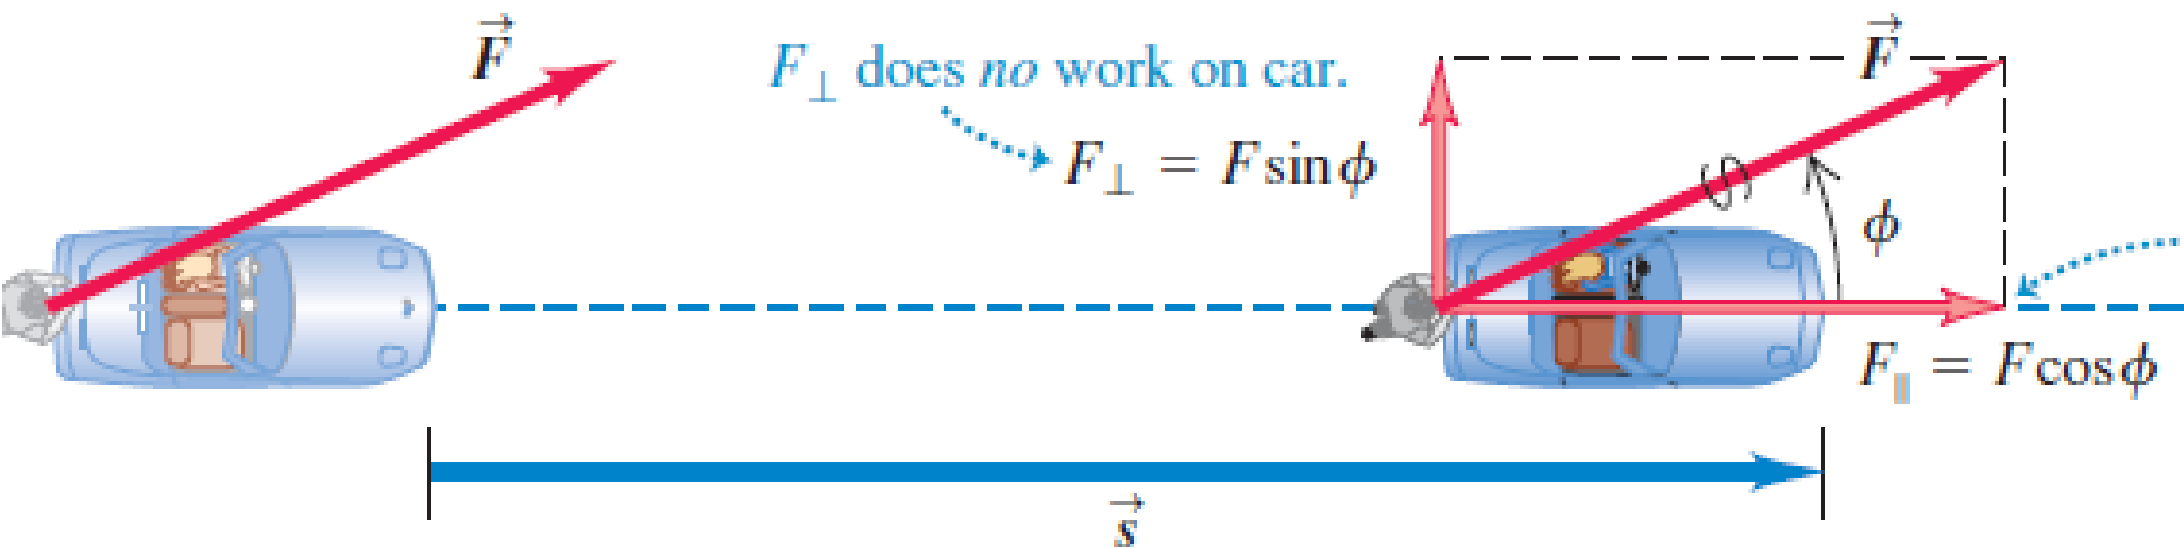 F⃗
F⊥ does no work on car.
F⊥ = F sin ϕ
F⃗
ϕ
F∥ = F cos ϕ
s⃗